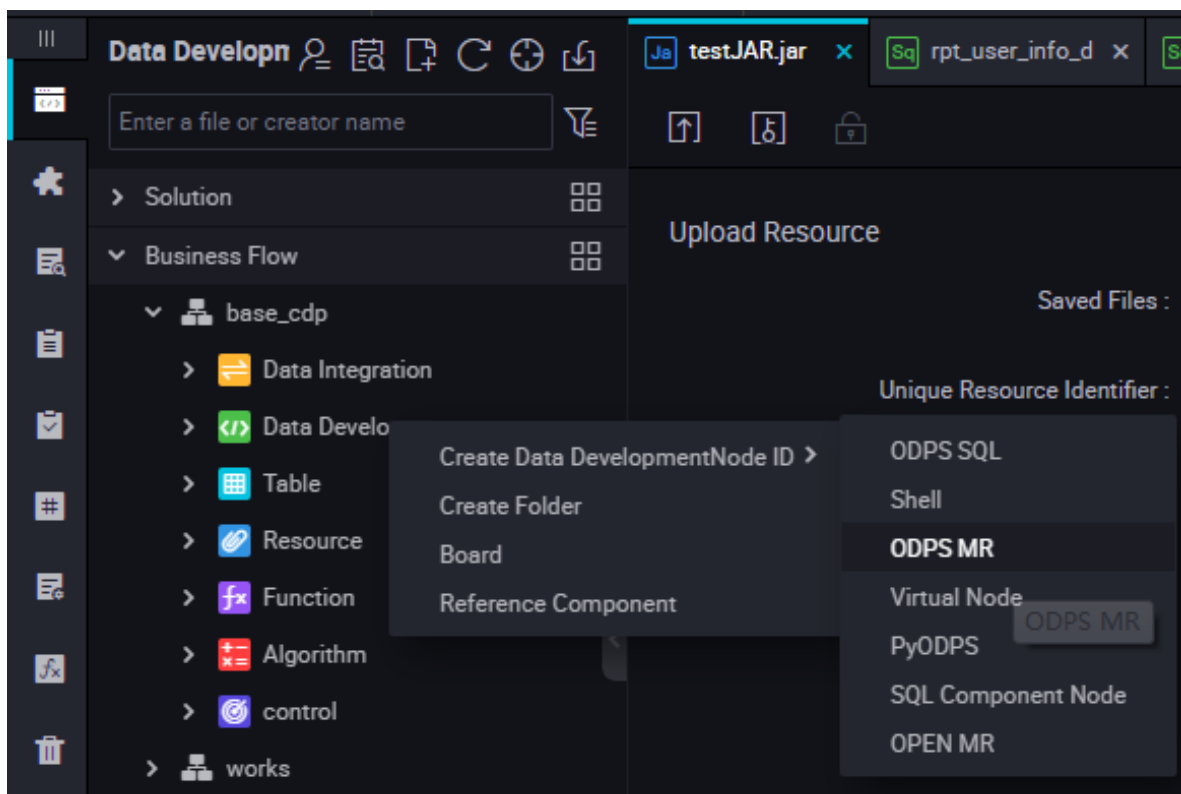 Data Developn
Enter a file or creator name
Solution
Business Flow
base_cdp
Data Integration
Data Develo
Table
Resource
Function
Algorithm
control
works
Create Data DevelopmentNode ID
Create Folder
Board
Reference Component
Ja testJAR.jar
Sq rpt_user_info_d
Upload Resource
Saved Files :
Unique Resource Identifier :
ODPS SQL
Shell
ODPS MR
Virtual Node
ODPS MR
PyODPS
SQL Component Node
OPEN MR